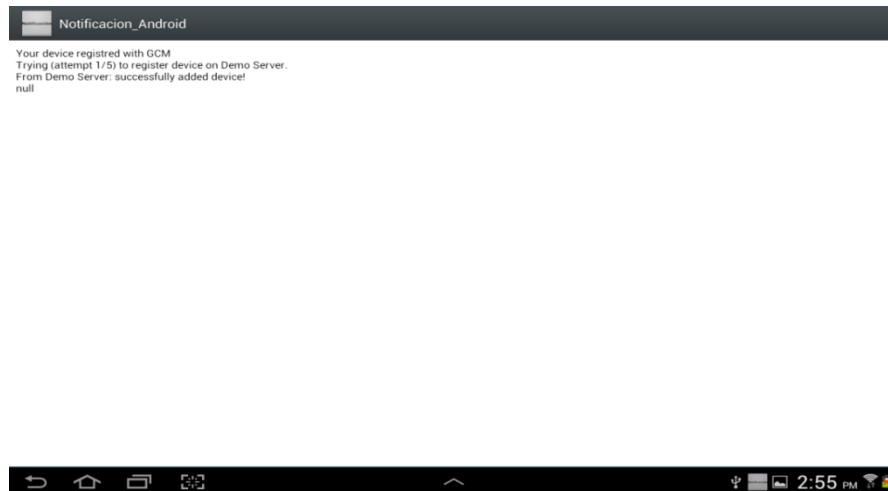 Notificacion_Android
Your device registred with GCM
Trying (attempt 1/5) to register device on Demo Server.
From Demo Server: successfully added device!
null
2:55 PM